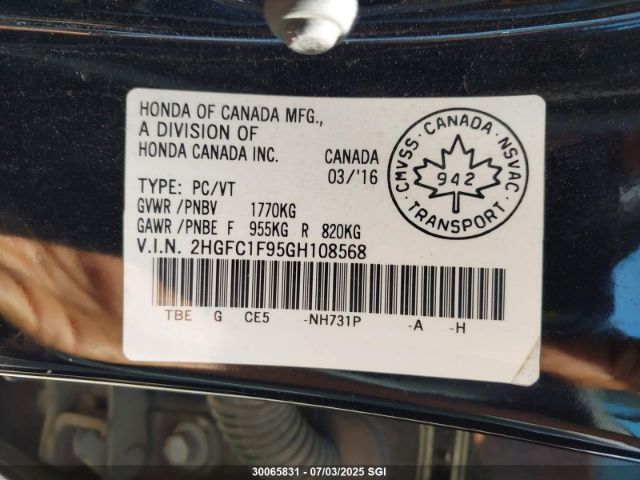 HONDA OF CANADA MFG.,
A DIVISION OF
HONDA CANADA INC.
CANADA
03/'16
TYPE: PC/VT
GVWR /PNBV 1770KG
GAWR /PNBE F 955KG R 820KG
V.I.N. 2HGFC1F95GH108568
TBE G CE5 -NH731P -A -H
CMVSS · CANADA · NSVAC
942
TRANSPORT
30065831 - 07/03/2025 SGI